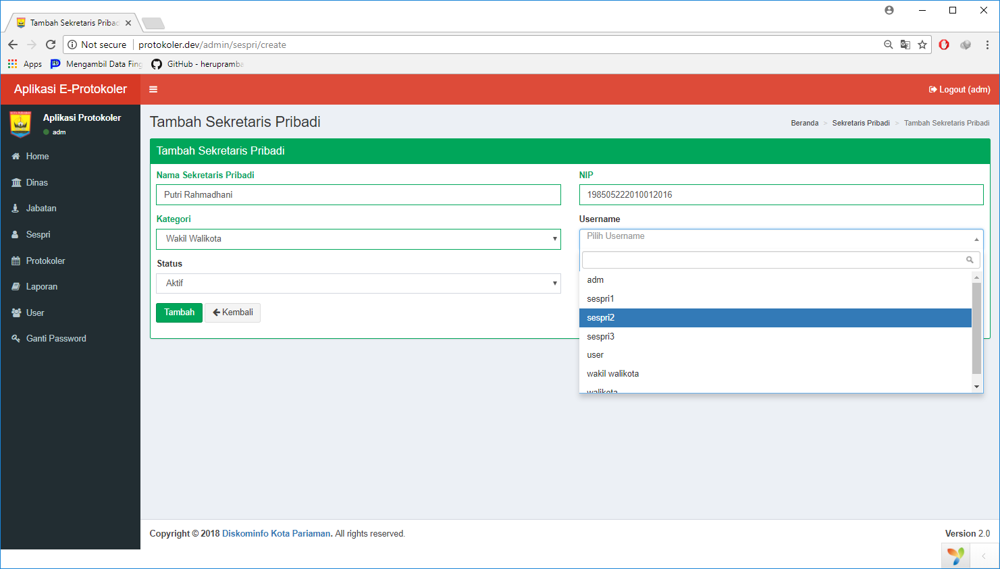 Tambah Sekretaris Pribad
Not secure protokoler.dev/admin/sespri/create
Apps Mengambil Data Fing GitHub - herupramba
Aplikasi E-Protokoler Logout (adm)
Aplikasi Protokoler
adm
Home
Dinas
Jabatan
Sespri
Protokoler
Laporan
User
Ganti Password
Tambah Sekretaris Pribadi
Beranda > Sekretaris Pribadi > Tambah Sekretaris Pribadi
Tambah Sekretaris Pribadi
Nama Sekretaris Pribadi
Putri Rahmadhani
NIP
198505222010012016
Kategori
Wakil Walikota
Username
Pilih Username
adm
sespri1
sespri2
sespri3
user
wakil walikota
walikota
Status
Aktif
Tambah Kembali
Copyright © 2018 Diskominfo Kota Pariaman. All rights reserved.
Version 2.0